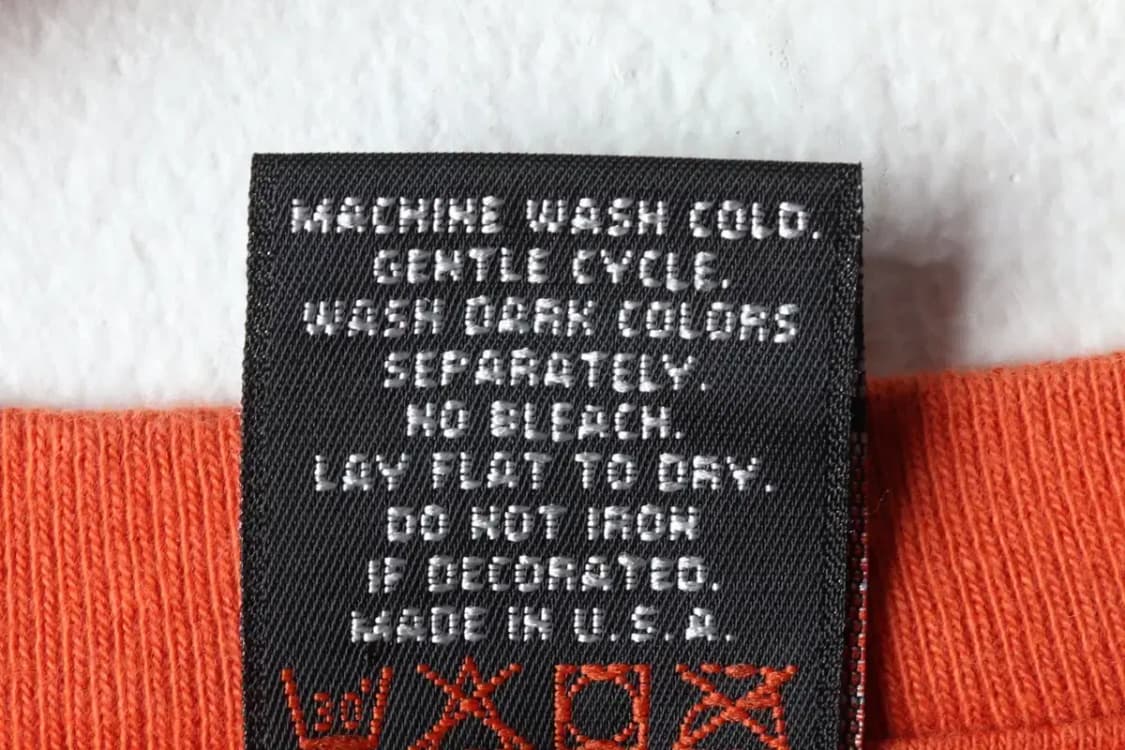 MACHINE WASH COLD.
GENTLE CYCLE.
WASH DARK COLORS
SEPARATELY.
NO BLEACH.
LAY FLAT TO DRY.
DO NOT IRON
IF DECORATED.
MADE IN U.S.A.
30°